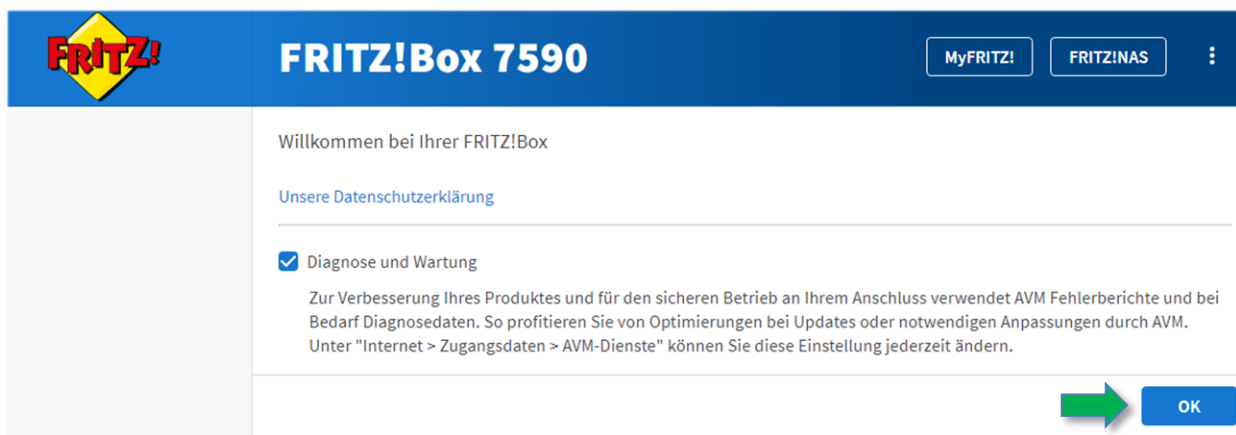 FRITZ!
FRITZ!Box 7590
MyFRITZ!
FRITZ!NAS
Willkommen bei Ihrer FRITZ!Box
Unsere Datenschutzerklärung
Diagnose und Wartung
Zur Verbesserung Ihres Produktes und für den sicheren Betrieb an Ihrem Anschluss verwendet AVM Fehlerberichte und bei
Bedarf Diagnosedaten. So profitieren Sie von Optimierungen bei Updates oder notwendigen Anpassungen durch AVM.
Unter "Internet > Zugangsdaten > AVM-Dienste" können Sie diese Einstellung jederzeit ändern.
OK